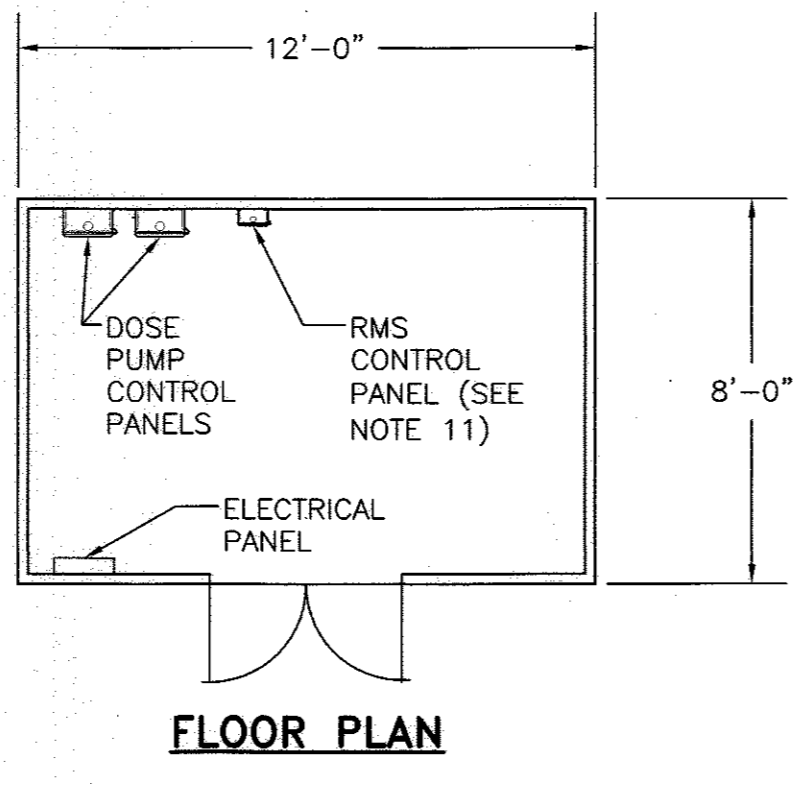 12'-0"
DOSE
PUMP
CONTROL
PANELS
RMS
CONTROL
PANEL (SEE
NOTE 11)
8'-0"
ELECTRICAL
PANEL
FLOOR PLAN